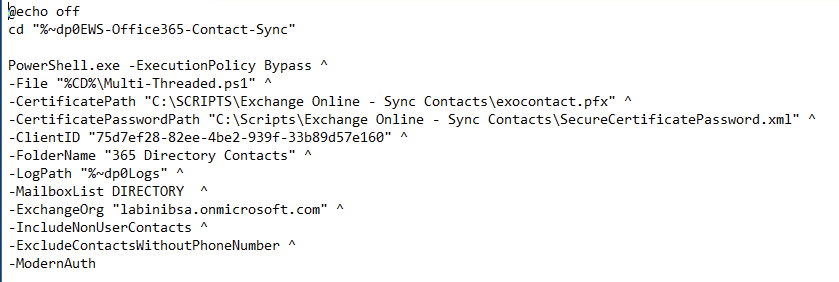 @echo off
cd "%~dp0EWS-Office365-Contact-Sync"
PowerShell.exe -ExecutionPolicy Bypass ^
-File "%CD%\Multi-Threaded.ps1" ^
-CertificatePath "C:\SCRIPTS\Exchange Online - Sync Contacts\exocontact.pfx" ^
-CertificatePasswordPath "C:\Scripts\Exchange Online - Sync Contacts\SecureCertificatePassword.xml" ^
-ClientID "75d7ef28-82ee-4be2-939f-33b89d57e160" ^
-FolderName "365 Directory Contacts" ^
-LogPath "%~dp0Logs" ^
-MailboxList DIRECTORY  ^
-ExchangeOrg "labinibsa.onmicrosoft.com" ^
-IncludeNonUserContacts ^
-ExcludeContactsWithoutPhoneNumber ^
-ModernAuth